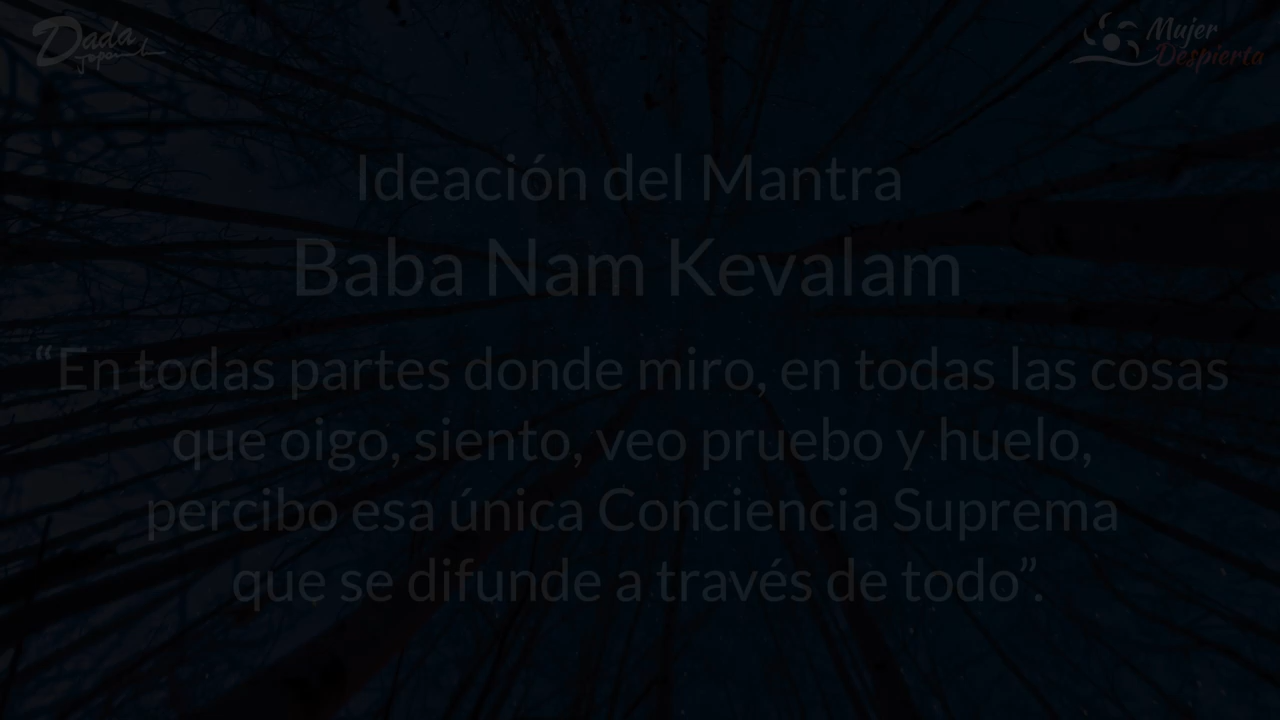 Dada
Mujer
Despierta
Ideación del Mantra
Baba Nam Kevalam
“En todas partes donde miro, en todas las cosas
que oigo, siento, veo pruebo y huelo,
percibo esa única Conciencia Suprema
que se difunde a través de todo”.